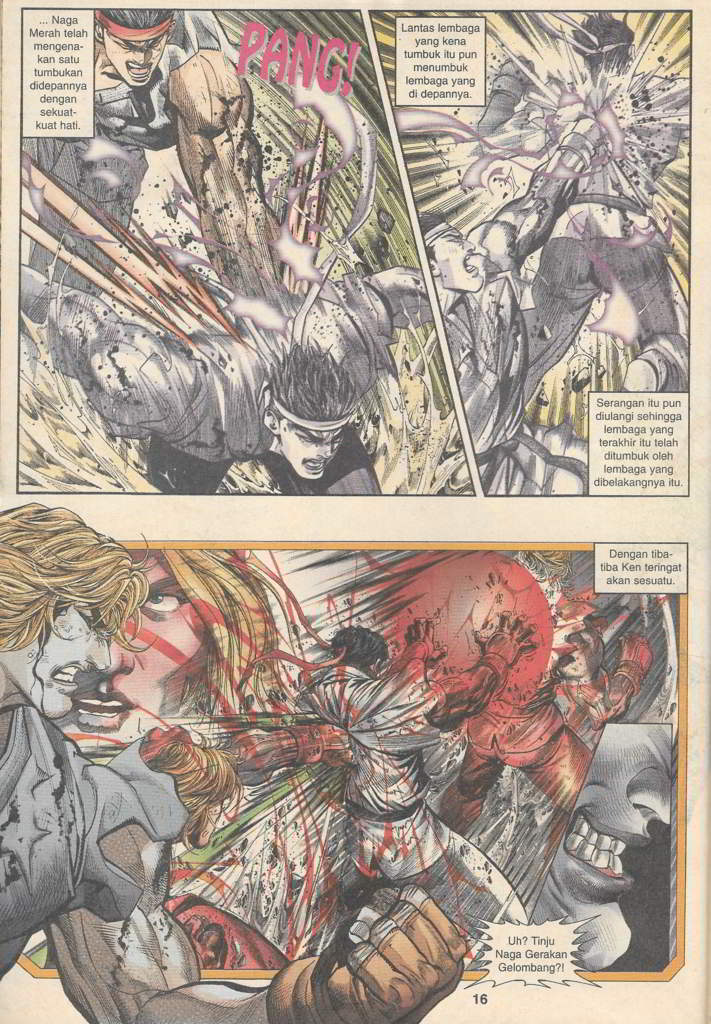 ... Naga
Merah telah
mengena-
kan satu
tumbukan
didepannya
dengan
sekuat-
kuat hati.
PANG!
Lantas lembaga
yang kena
tumbuk itu pun
menumbuk
lembaga yang
di depannya.
Serangan itu pun
diulangi sehingga
lembaga yang
terakhir itu telah
ditumbuk oleh
lembaga yang
dibelakangnya itu.
Dengan tiba-
tiba Ken teringat
akan sesuatu.
Uh? Tinju
Naga Gerakan
Gelombang?!
16